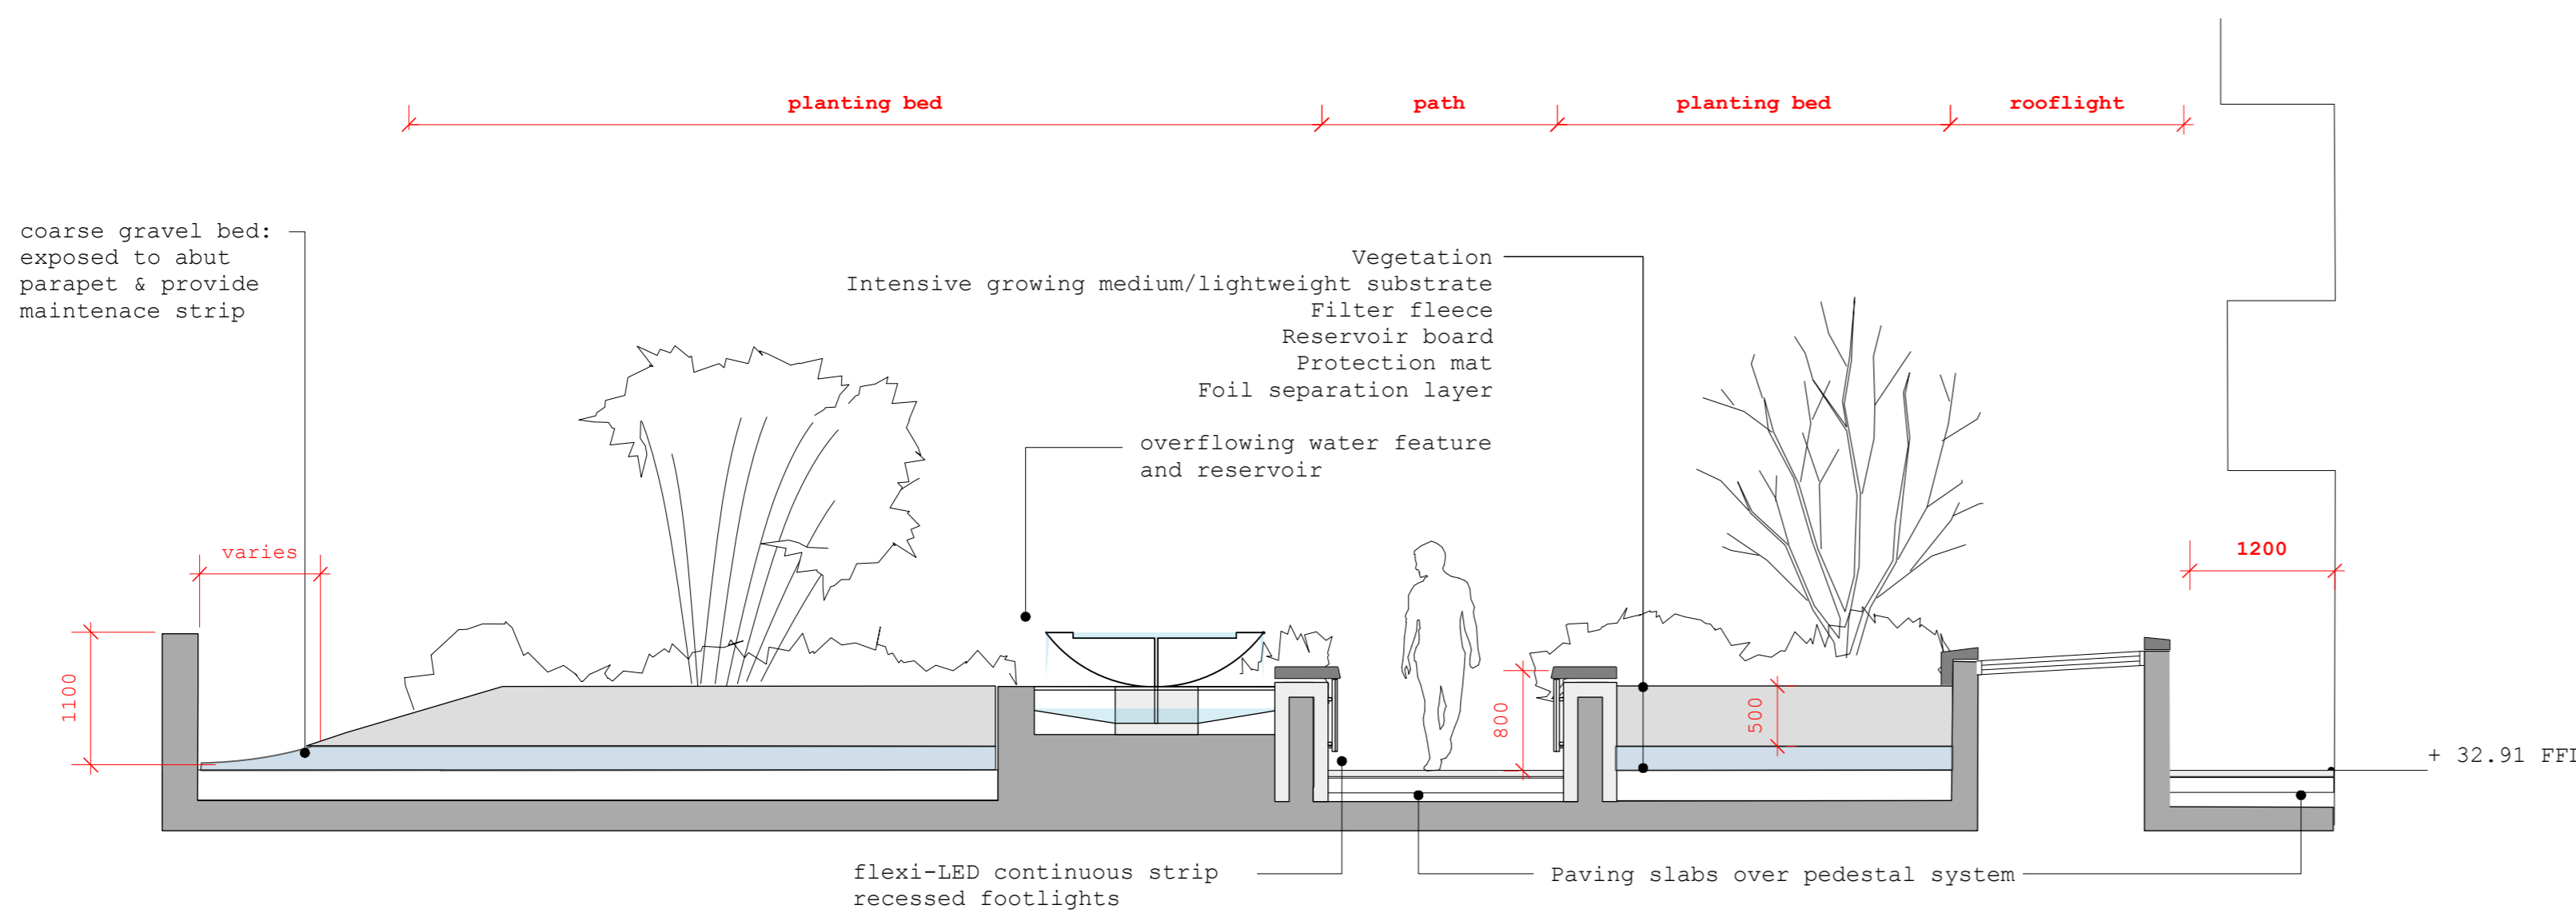 planting bed
path
planting bed
rooflight
coarse gravel bed:
exposed to abut
parapet & provide
maintenace strip
Vegetation
Intensive growing medium/lightweight substrate
Filter fleece
Reservoir board
Protection mat
Foil separation layer
overflowing water feature
and reservoir
varies
1200
1100
800
500
+ 32.91 FFL
flexi-LED continuous strip
recessed footlights
Paving slabs over pedestal system